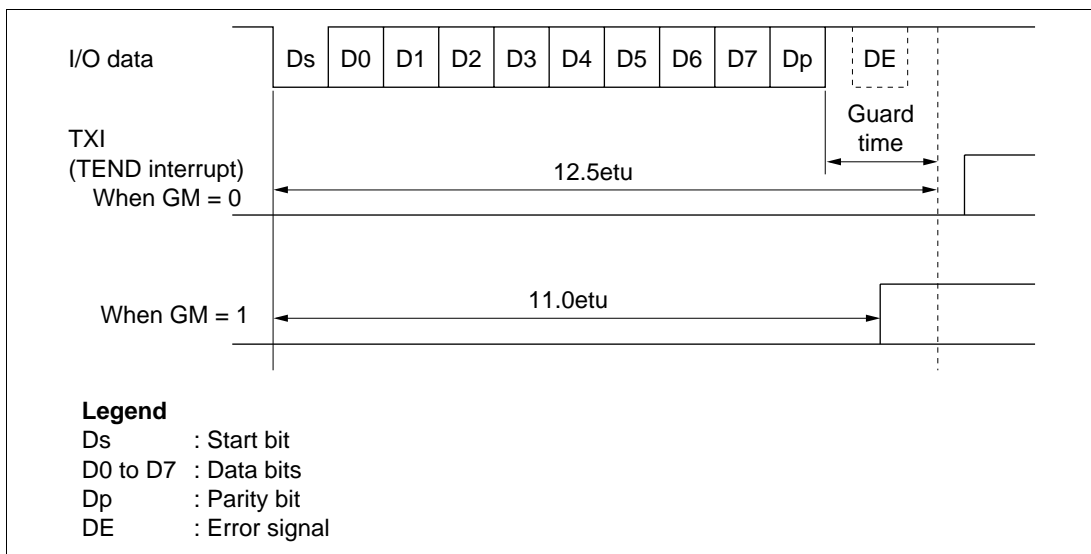 I/O data
Ds D0 D1 D2 D3 D4 D5 D6 D7 Dp DE
Guard
time
TXI
(TEND interrupt)
When GM = 0
12.5etu
When GM = 1
11.0etu
Legend
Ds : Start bit
D0 to D7 : Data bits
Dp : Parity bit
DE : Error signal